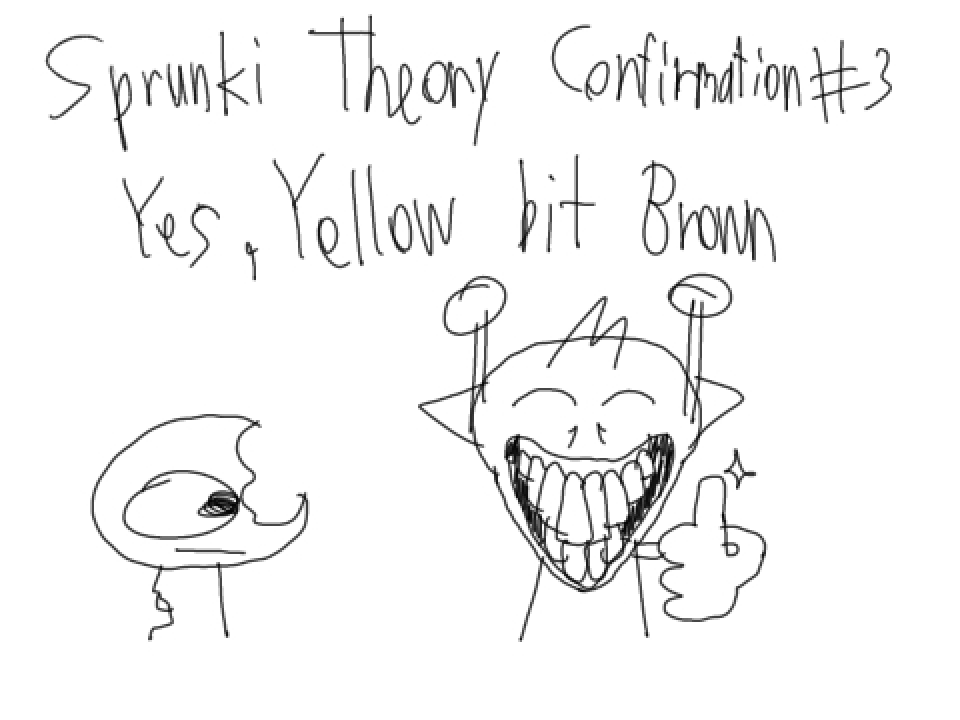 Sprunki Theory Confirmation #3
Yes, Yellow bit Brown